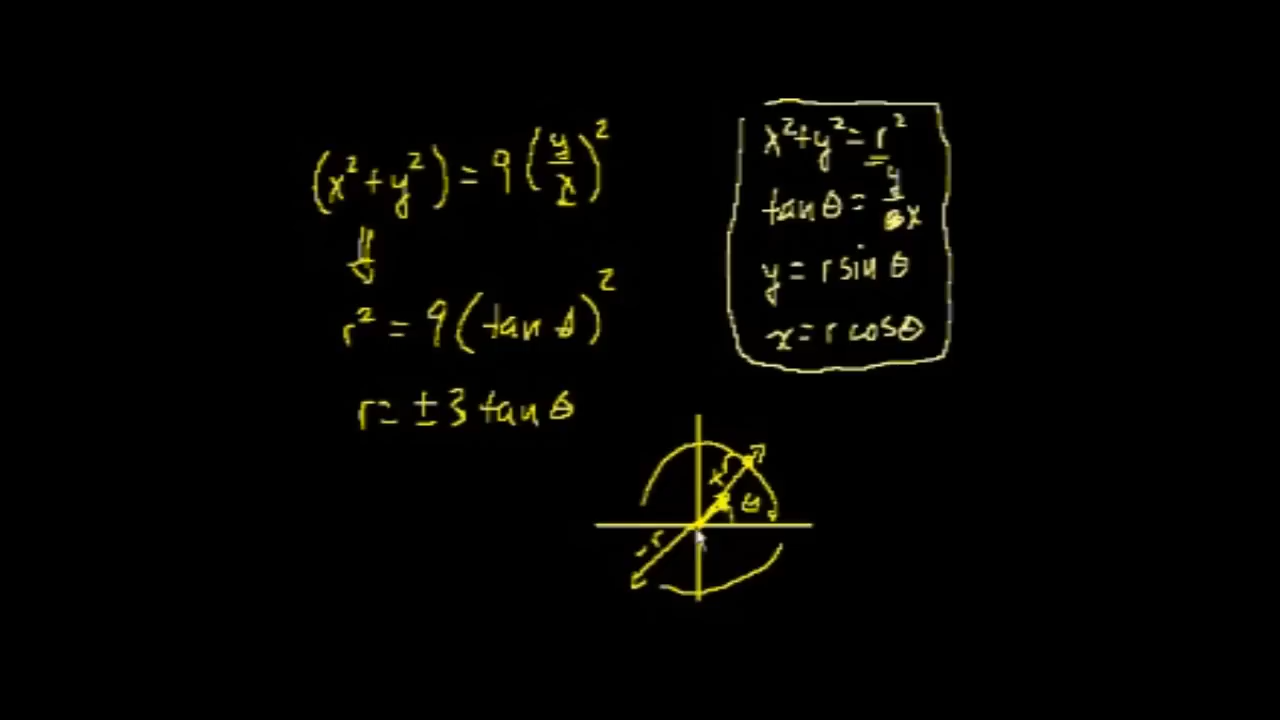 (x²+y²) = 9(y/x)²
⇓
r² = 9(tan θ)²
r = ± 3 tan θ
x²+y² = r²
tan θ = y/x
y = r sin θ
x = r cos θ
θ
-r